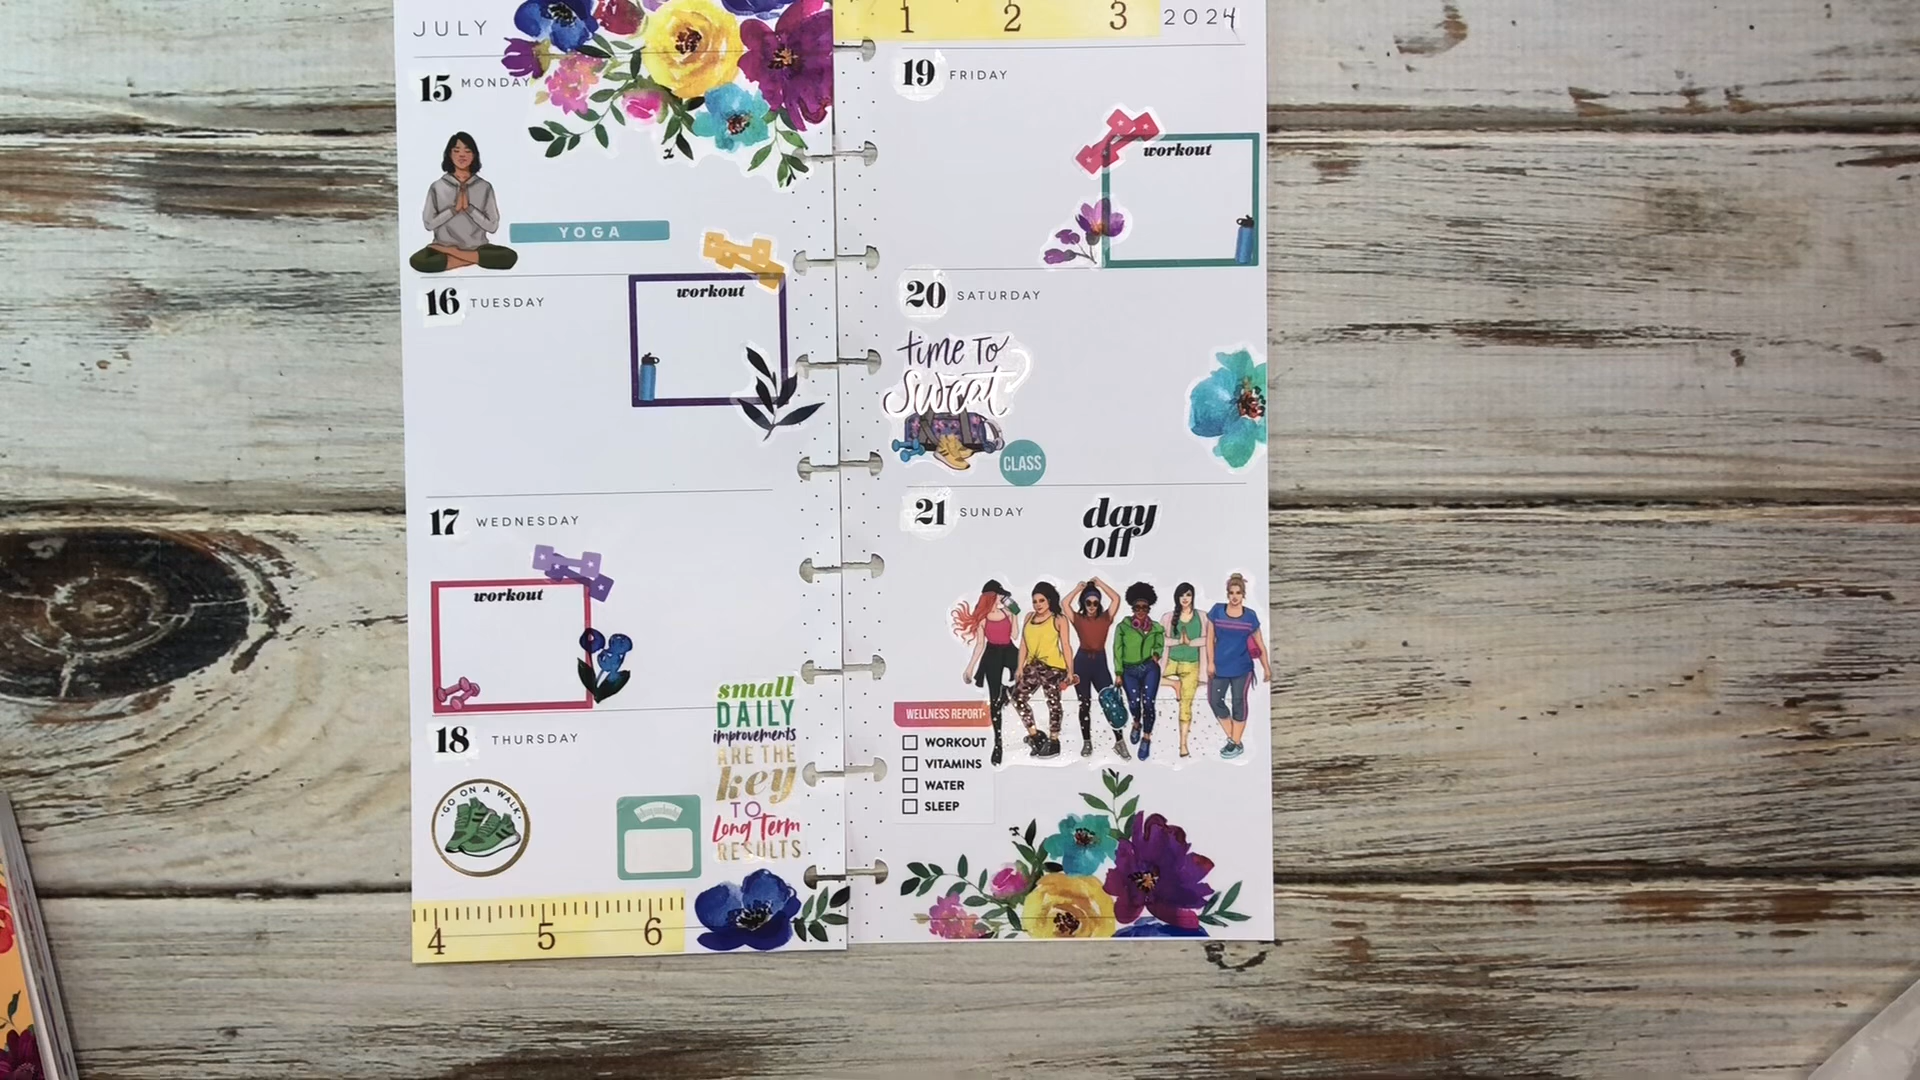 JULY
15 MONDAY
YOGA
16 TUESDAY
workout
17 WEDNESDAY
workout
18 THURSDAY
GO ON A WALK
small
DAILY
improvements
ARE THE
key
TO
Long Term
RESULTS
4 5 6
1 2 3
2024
19 FRIDAY
workout
20 SATURDAY
time To
Sweat
CLASS
21 SUNDAY
day
off
WELLNESS REPORT
WORKOUT
VITAMINS
WATER
SLEEP